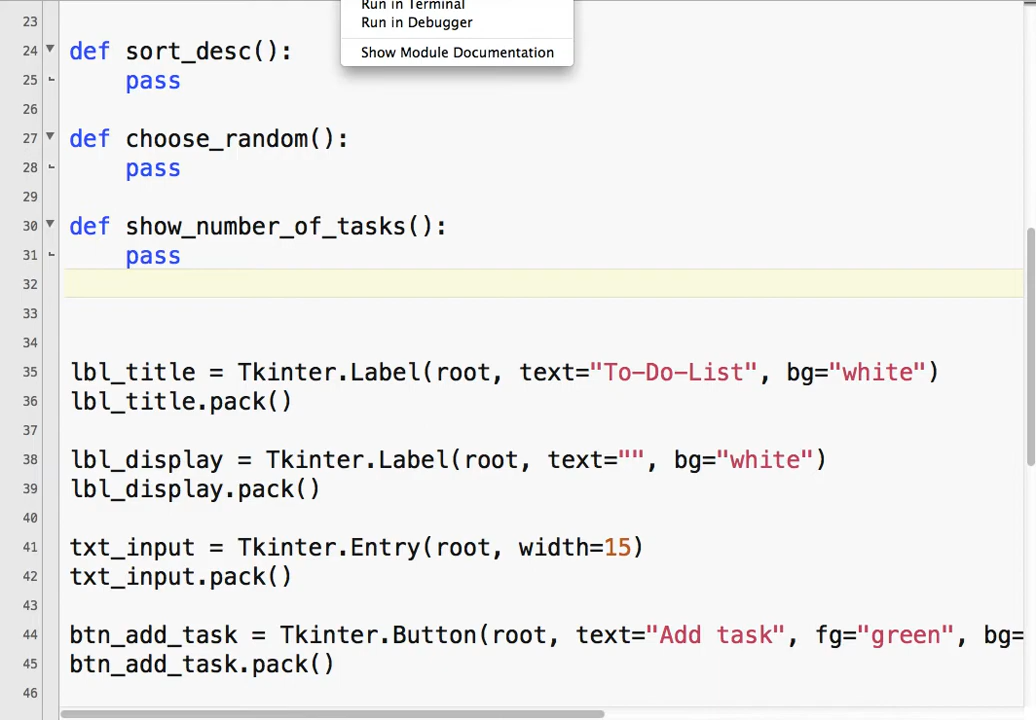 Run in Terminal
Run in Debugger
Show Module Documentation
23
24 def sort_desc():
25 pass
26
27 def choose_random():
28 pass
29
30 def show_number_of_tasks():
31 pass
32
33
34
35 lbl_title = Tkinter.Label(root, text="To-Do-List", bg="white")
36 lbl_title.pack()
37
38 lbl_display = Tkinter.Label(root, text="", bg="white")
39 lbl_display.pack()
40
41 txt_input = Tkinter.Entry(root, width=15)
42 txt_input.pack()
43
44 btn_add_task = Tkinter.Button(root, text="Add task", fg="green", bg=
45 btn_add_task.pack()
46